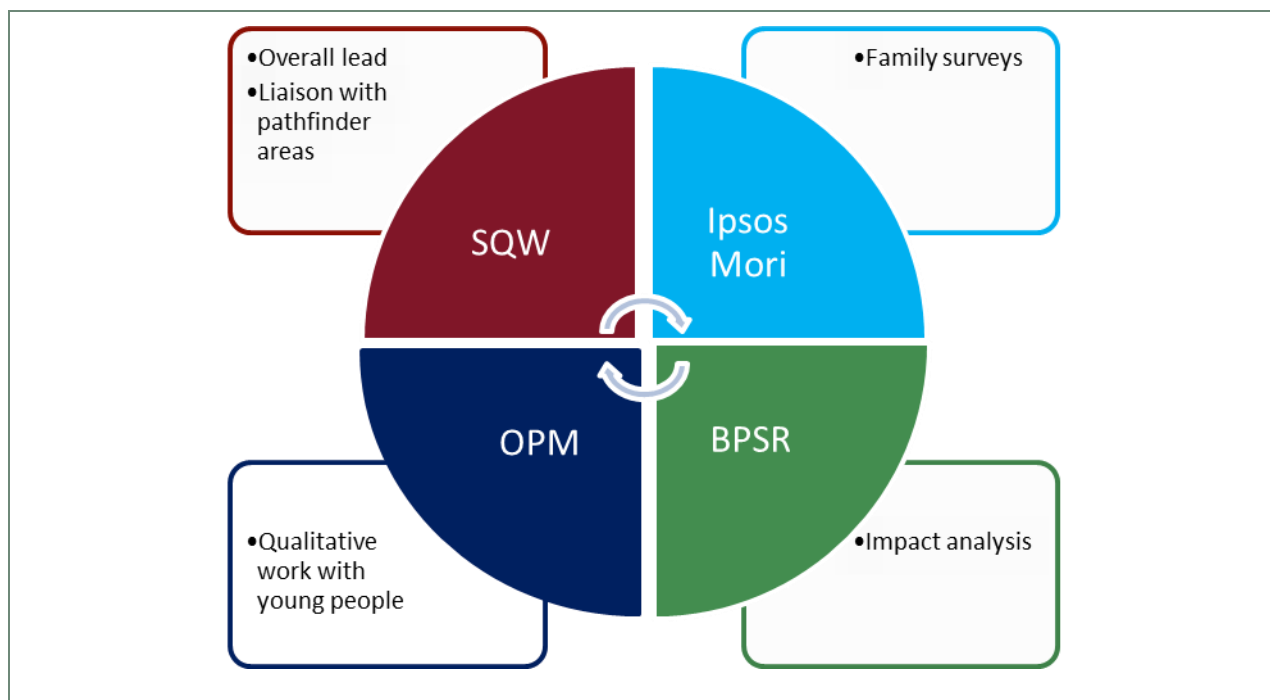 •Overall lead
•Liaison with
pathfinder
areas
•Family surveys
SQW
Ipsos
Mori
OPM
BPSR
•Qualitative
work with
young people
•Impact analysis